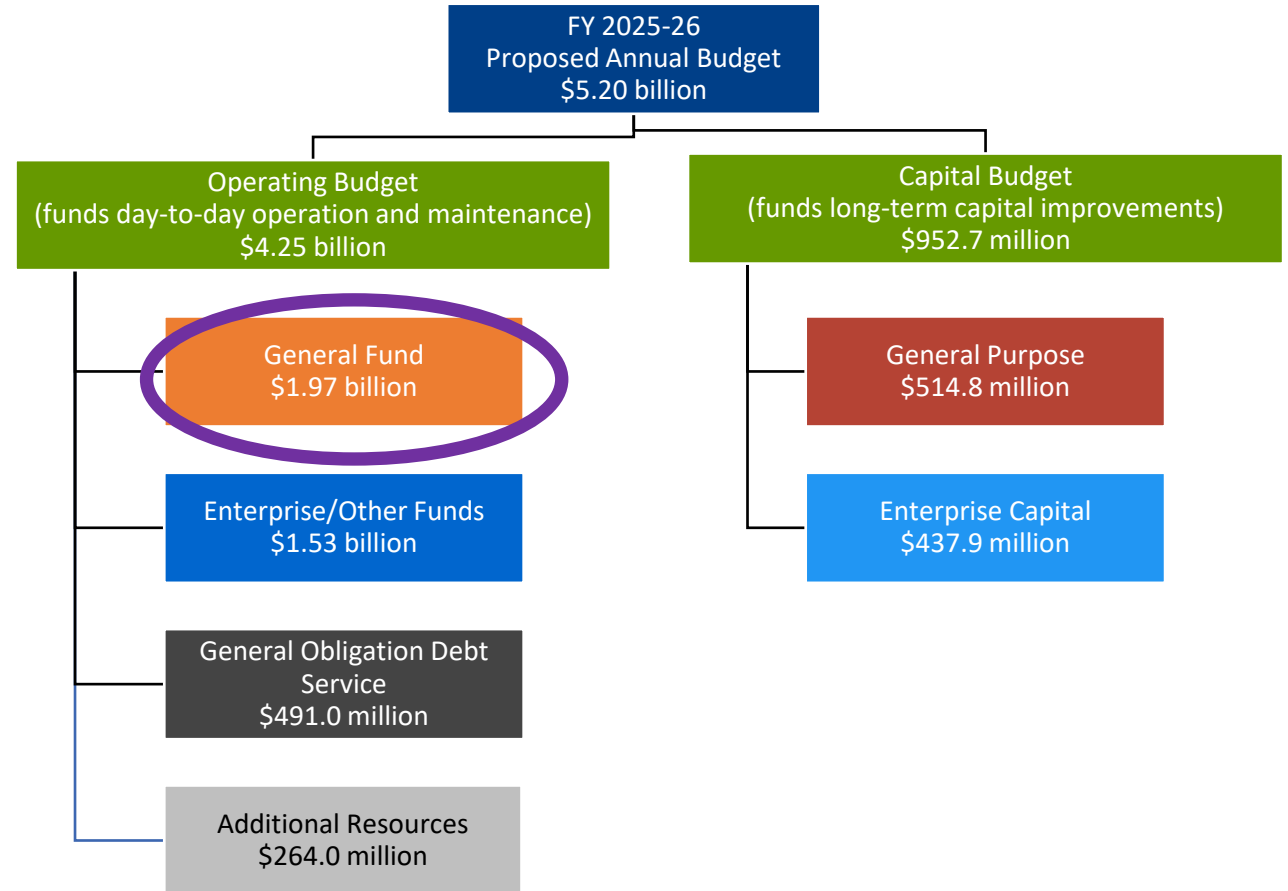 FY 2025-26
Proposed Annual Budget
$5.20 billion
Operating Budget
(funds day-to-day operation and maintenance)
$4.25 billion
Capital Budget
(funds long-term capital improvements)
$952.7 million
General Fund
$1.97 billion
General Purpose
$514.8 million
Enterprise/Other Funds
$1.53 billion
Enterprise Capital
$437.9 million
General Obligation Debt
Service
$491.0 million
Additional Resources
$264.0 million